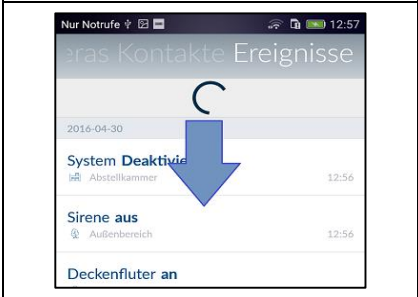 Nur Notrufe 12:57
eras Kontakte Ereignisse
2016-04-30
System Deaktivie
Abstellkammer 12:56
Sirene aus
Außenbereich 12:56
Deckenfluter an